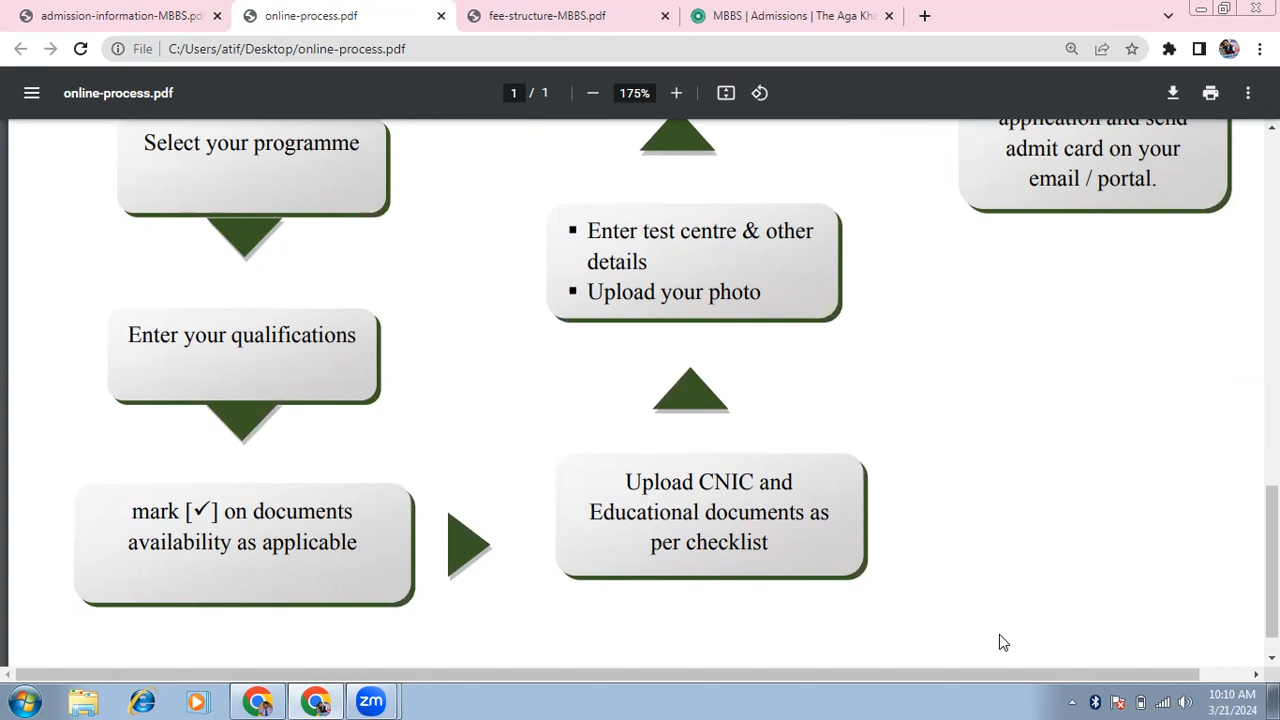 admission-information-MBBS.pd
online-process.pdf
fee-structure-MBBS.pdf
MBBS | Admissions | The Aga Kha
File
C:/Users/atif/Desktop/online-process.pdf
online-process.pdf
1 / 1
175%
Select your programme
Enter your qualifications
mark [✓] on documents
availability as applicable
Upload CNIC and
Educational documents as
per checklist
▪ Enter test centre & other
details
▪ Upload your photo
application and send
admit card on your
email / portal.
zm
10:10 AM
3/21/2024